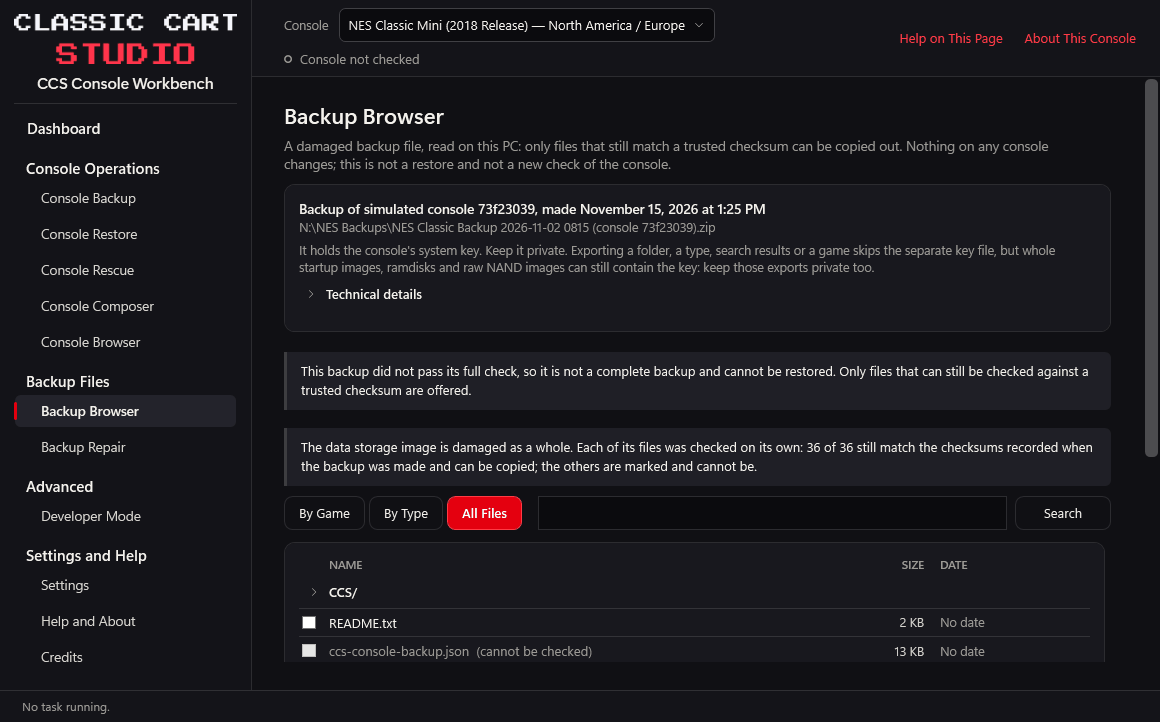 CLASSIC CART
STUDIO
CCS Console Workbench
Dashboard
Console Operations
Console Backup
Console Restore
Console Rescue
Console Composer
Console Browser
Backup Files
Backup Browser
Backup Repair
Advanced
Developer Mode
Settings and Help
Settings
Help and About
Credits
Console
NES Classic Mini (2018 Release) — North America / Europe
Console not checked
Help on This Page
About This Console
Backup Browser
A damaged backup file, read on this PC: only files that still match a trusted checksum can be copied out. Nothing on any console
changes; this is not a restore and not a new check of the console.
Backup of simulated console 73f23039, made November 15, 2026 at 1:25 PM
N:\NES Backups\NES Classic Backup 2026-11-02 0815 (console 73f23039).zip
It holds the console's system key. Keep it private. Exporting a folder, a type, search results or a game skips the separate key file, but whole
startup images, ramdisks and raw NAND images can still contain the key: keep those exports private too.
Technical details
This backup did not pass its full check, so it is not a complete backup and cannot be restored. Only files that can still be checked against a
trusted checksum are offered.
The data storage image is damaged as a whole. Each of its files was checked on its own: 36 of 36 still match the checksums recorded when
the backup was made and can be copied; the others are marked and cannot be.
By Game
By Type
All Files
Search
NAME SIZE DATE
CCS/
README.txt 2 KB No date
ccs-console-backup.json (cannot be checked) 13 KB No date
No task running.